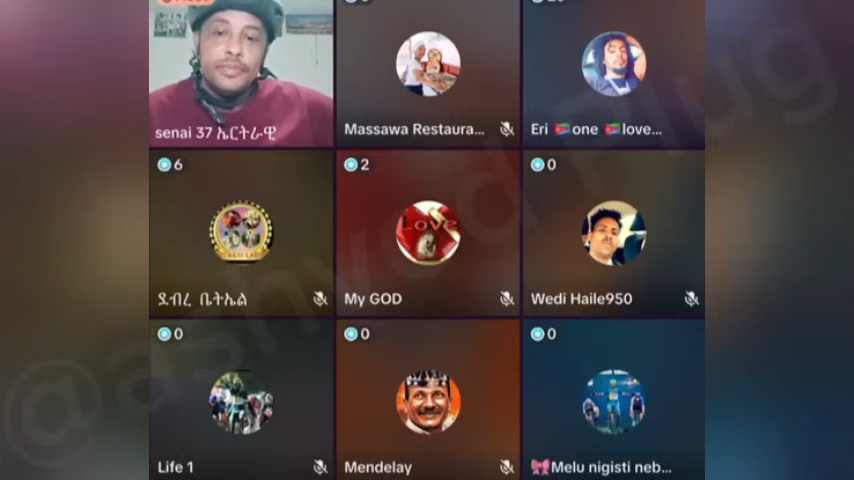 senai 37 ኤርትራዊ
Massawa Restaura...
Eri 🇪🇷one 🇪🇷love...
6
2
0
Love
ደብረ ቤተኤል
My GOD
Wedi Haile950
0
0
0
Life 1
Mendelay
🎀Melu nigisti neb...